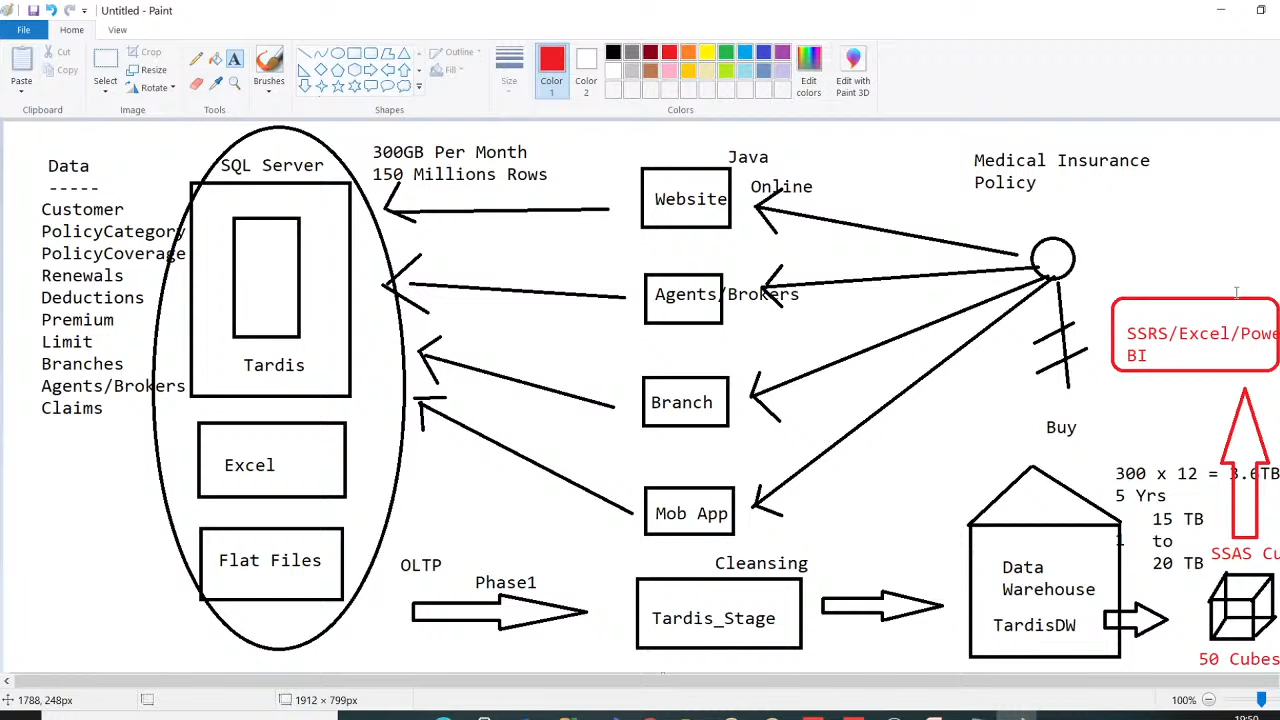 Untitled - Paint
File
Home
View
Paste
Cut
Copy
Clipboard
Select
Crop
Resize
Rotate
Image
Tools
Brushes
Shapes
Outline
Fill
Size
Color
1
Color
2
Edit
colors
Colors
Edit with
Paint 3D
Data
-----
Customer
PolicyCategory
PolicyCoverage
Renewals
Deductions
Premium
Limit
Branches
Agents/Brokers
Claims
SQL Server
Tardis
Excel
Flat Files
300GB Per Month
150 Millions Rows
Java
Online
Website
Agents/Brokers
Branch
Mob App
Medical Insurance
Policy
Buy
SSRS/Excel/Powe
BI
300 x 12 = 3.6TB
5 Yrs
15 TB
1 to
20 TB
OLTP
Phase1
Cleansing
Tardis_Stage
Data
Warehouse
TardisDW
SSAS Cu
50 Cubes
1788, 248px
1912 × 799px
100%
19:50